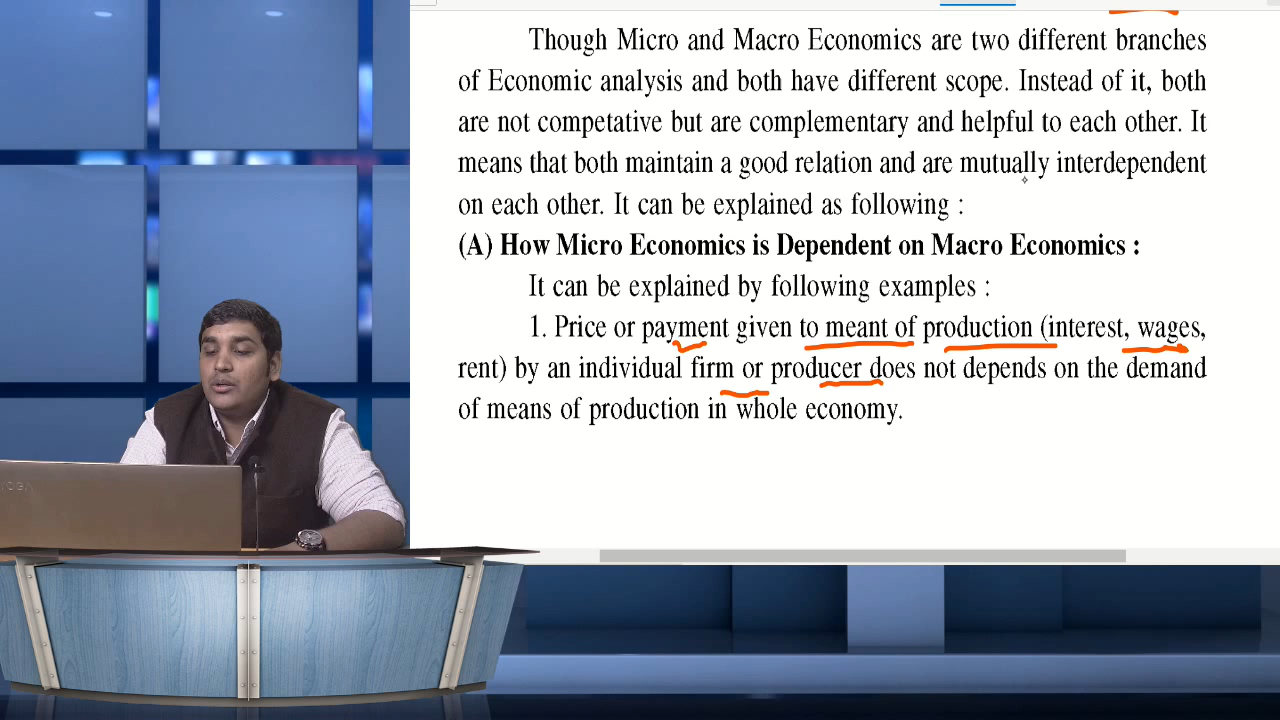 Though Micro and Macro Economics are two different branches
of Economic analysis and both have different scope. Instead of it, both
are not competative but are complementary and helpful to each other. It
means that both maintain a good relation and are mutually interdependent
on each other. It can be explained as following :
(A) How Micro Economics is Dependent on Macro Economics :
It can be explained by following examples :
1. Price or payment given to meant of production (interest, wages,
rent) by an individual firm or producer does not depends on the demand
of means of production in whole economy.